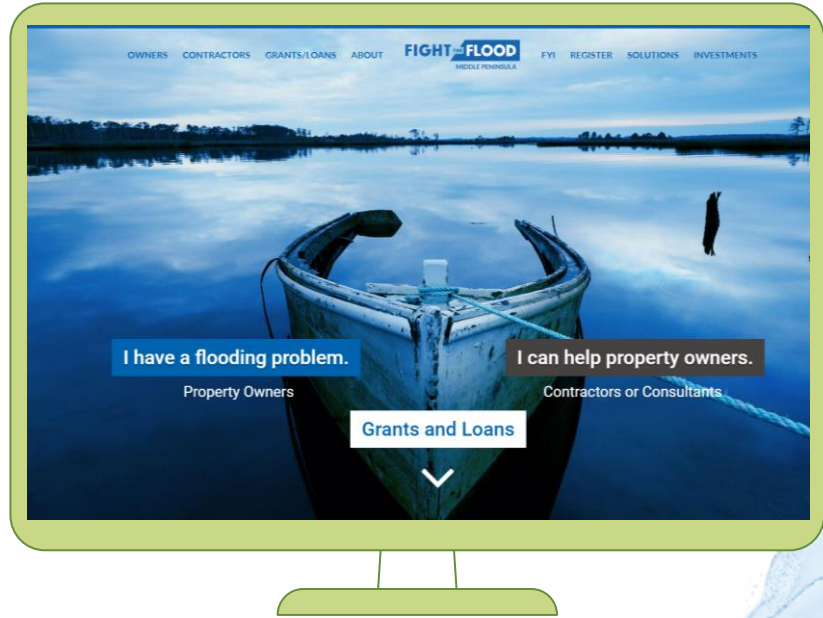 OWNERS CONTRACTORS GRANTS/LOANS ABOUT FIGHT THE FLOOD FYI REGISTER SOLUTIONS INVESTMENTS
MIDDLE PENINSULA
I have a flooding problem. I can help property owners.
Property Owners Contractors or Consultants
Grants and Loans